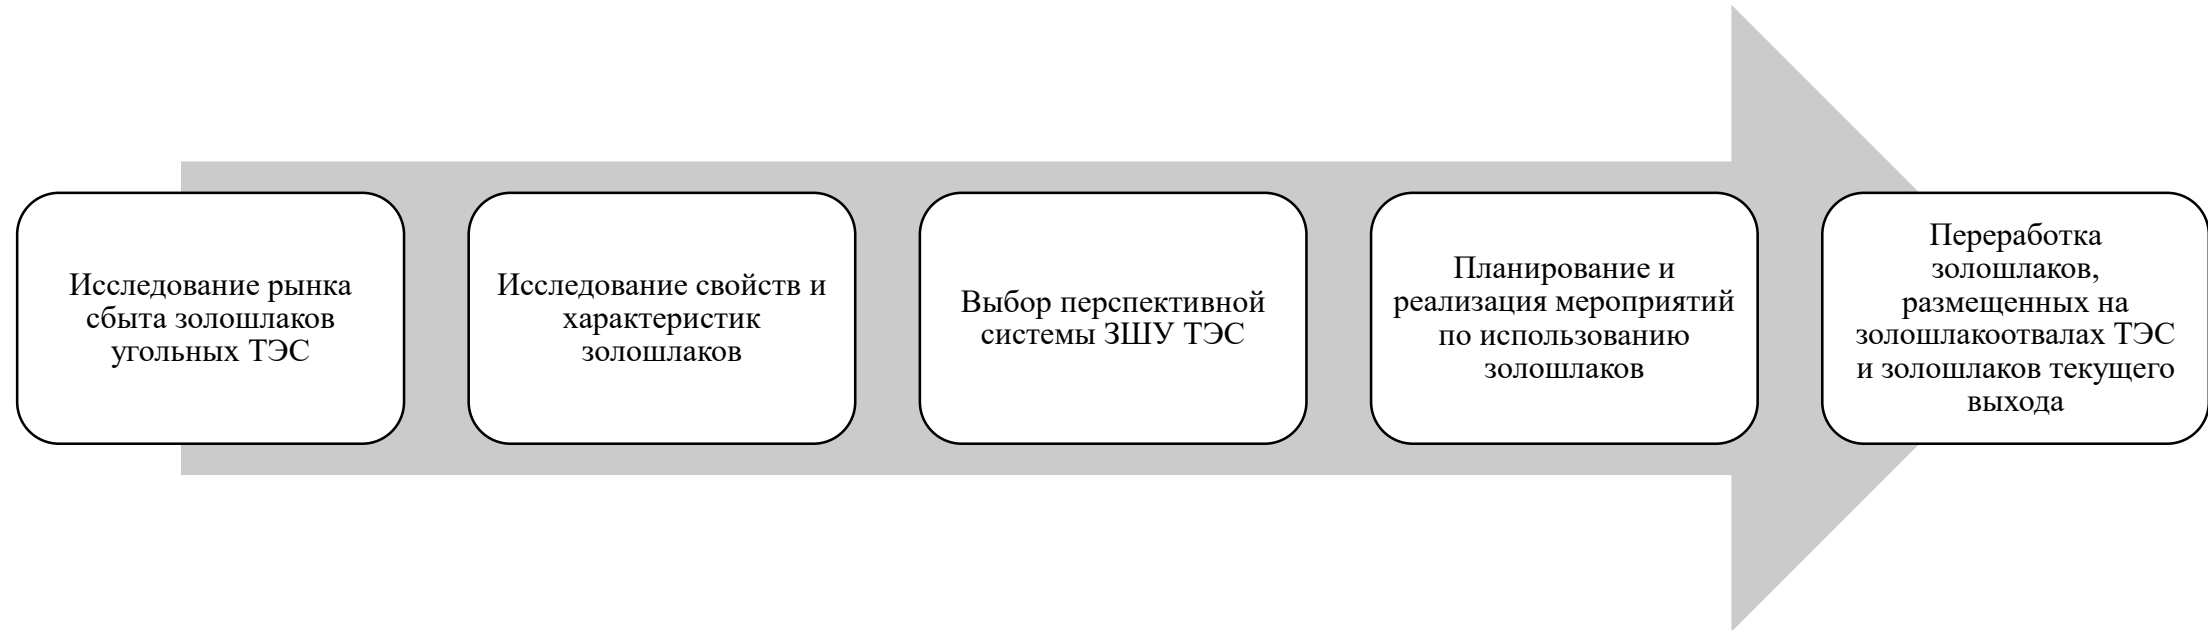 Исследование рынка
сбыта золошлаков
угольных ТЭС
Исследование свойств и
характеристик
золошлаков
Выбор перспективной
системы ЗШУ ТЭС
Планирование и
реализация мероприятий
по использованию
золошлаков
Переработка
золошлаков,
размещенных на
золошлакоотвалах ТЭС
и золошлаков текущего
выхода